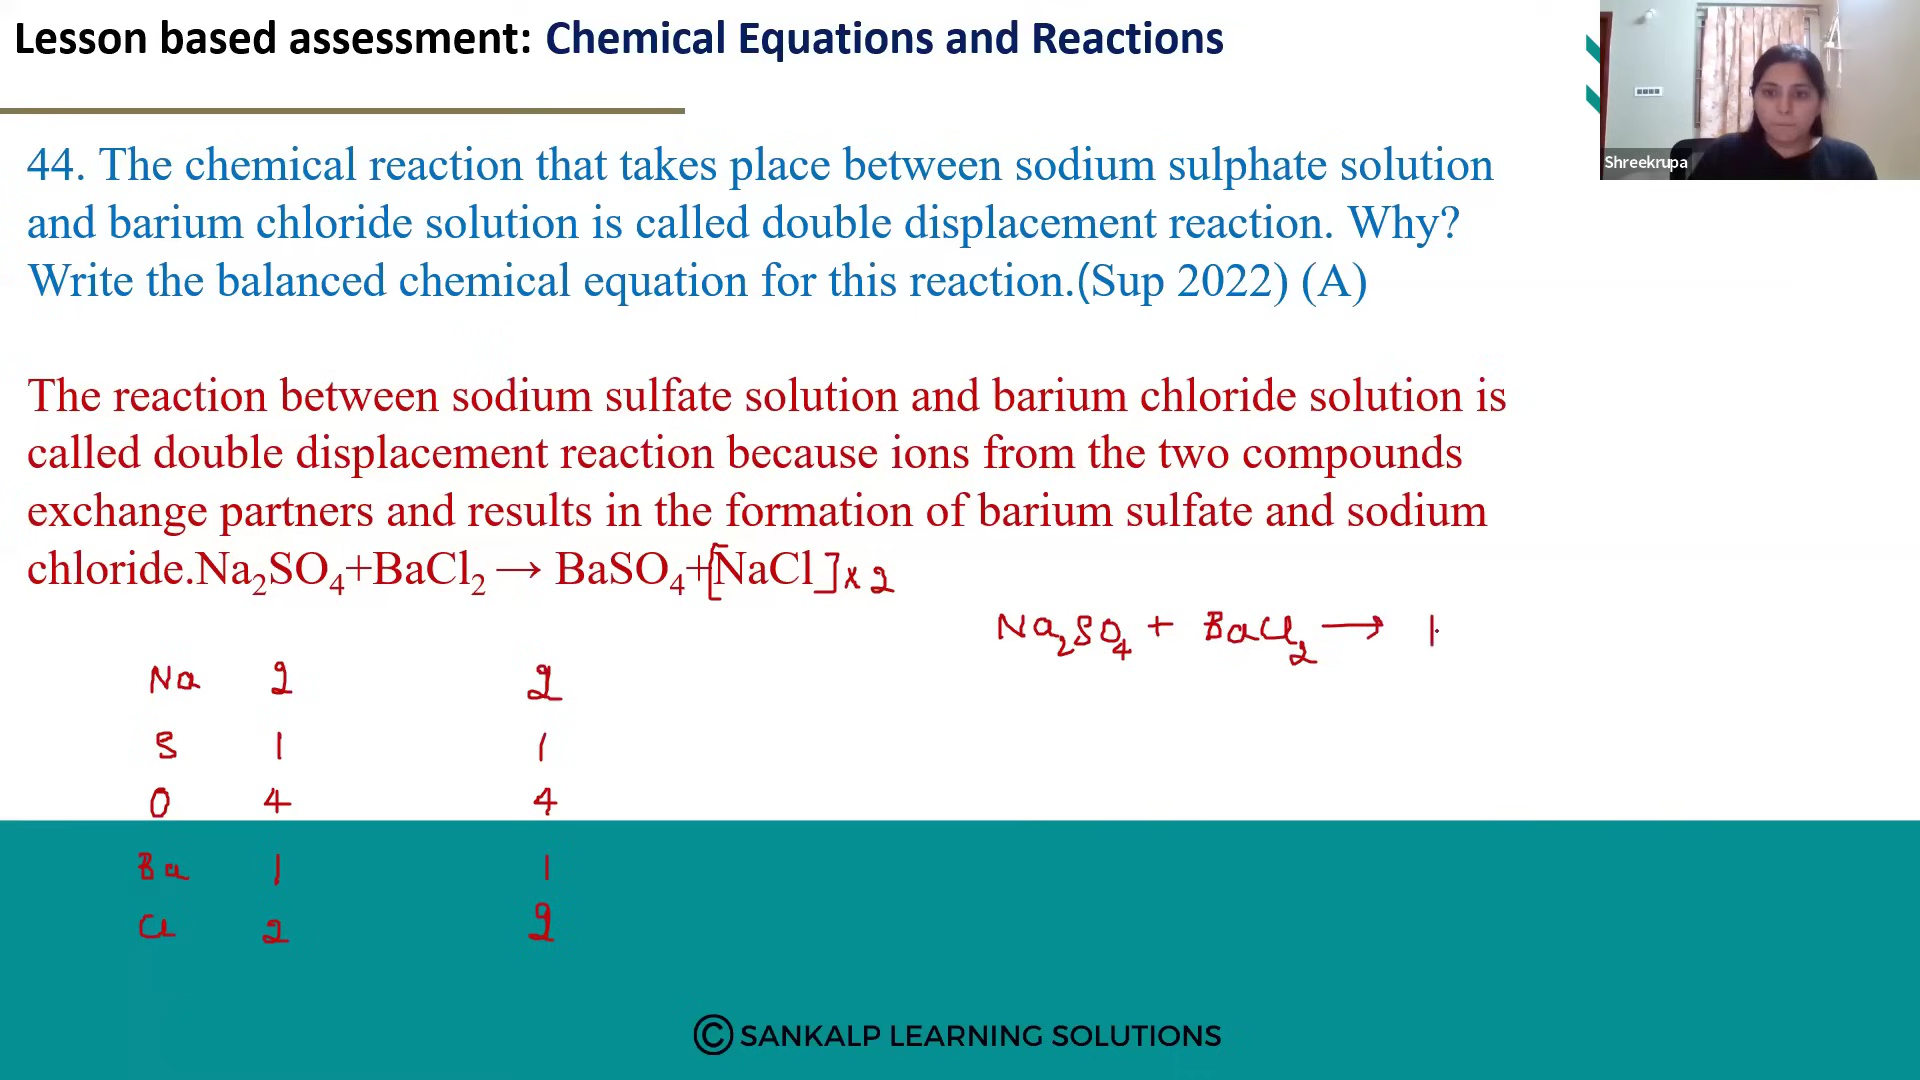 Lesson based assessment: Chemical Equations and Reactions
Shreekrupa
44. The chemical reaction that takes place between sodium sulphate solution
and barium chloride solution is called double displacement reaction. Why?
Write the balanced chemical equation for this reaction.(Sup 2022) (A)
The reaction between sodium sulfate solution and barium chloride solution is
called double displacement reaction because ions from the two compounds
exchange partners and results in the formation of barium sulfate and sodium
chloride.Na₂SO₄+BaCl₂ → BaSO₄+[NaCl]×2
Na₂SO₄ + BaCl₂ →
Na 2 2
S 1 1
O 4 4
Ba 1 1
Cl 2 2
© SANKALP LEARNING SOLUTIONS